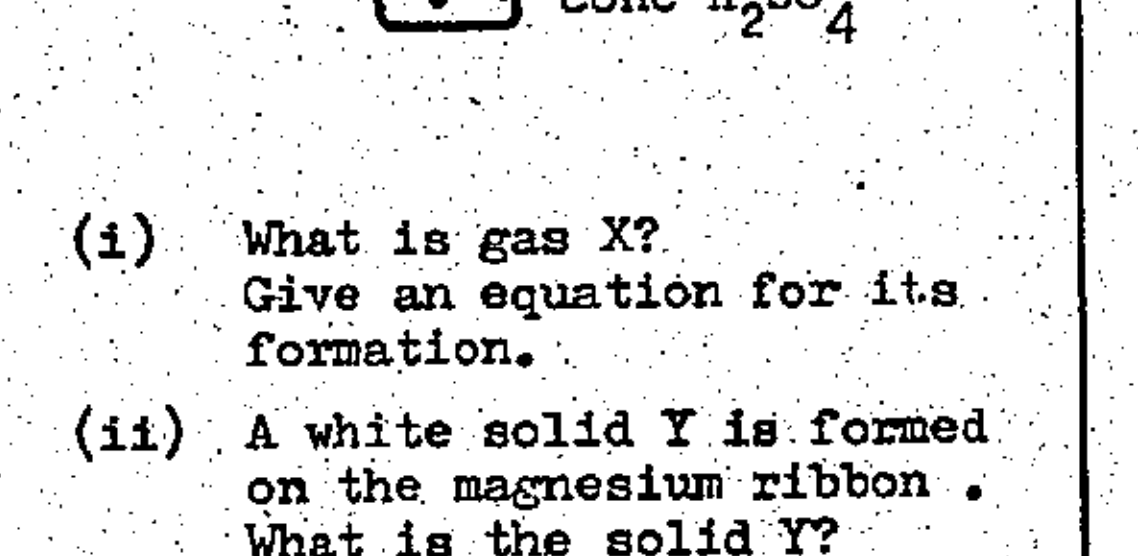 conc H2SO4
(i) What is gas X?
Give an equation for its
formation.
(ii) A white solid Y is formed
on the magnesium ribbon .
What is the solid Y?